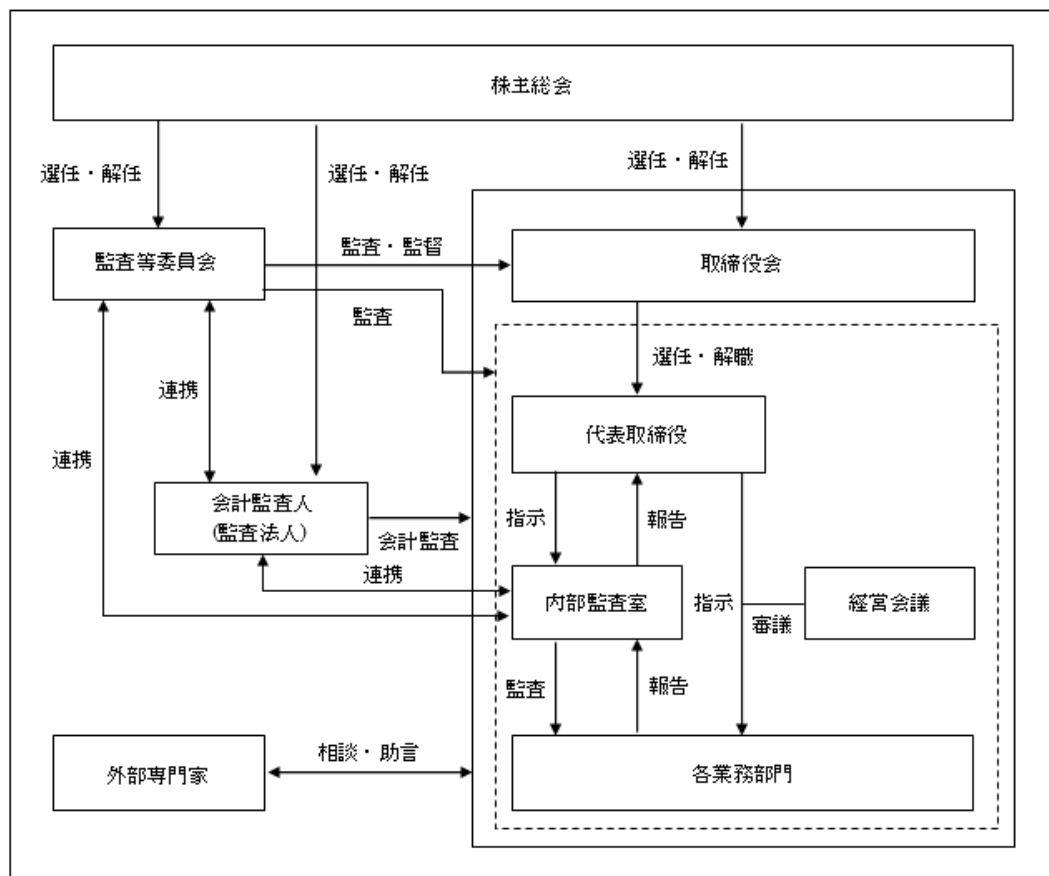 株主総会
選任・解任
選任・解任
選任・解任
監査等委員会
監査・監督
取締役会
監査
選任・解職
連携
代表取締役
連携
会計監査人
(監査法人)
会計監査
指示
報告
連携
内部監査室
指示
審議
経営会議
監査
報告
外部専門家
相談・助言
各業務部門